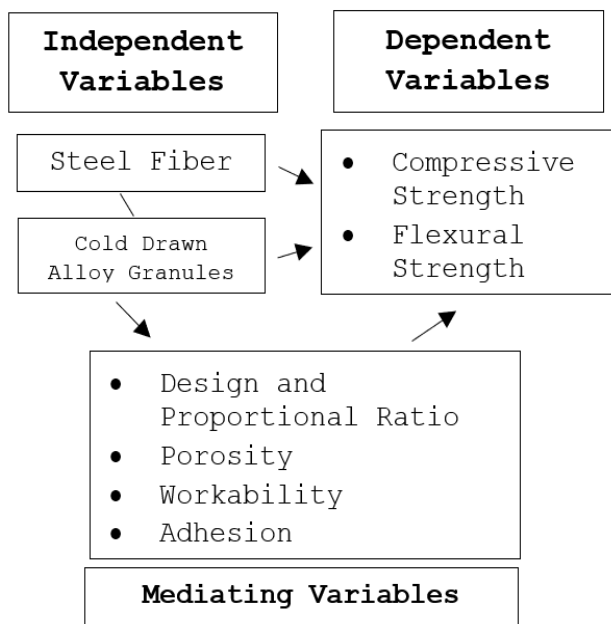 Independent
Variables
Dependent
Variables
Steel Fiber
Cold Drawn
Alloy Granules
• Compressive
Strength
• Flexural
Strength
• Design and
Proportional Ratio
• Porosity
• Workability
• Adhesion
Mediating Variables